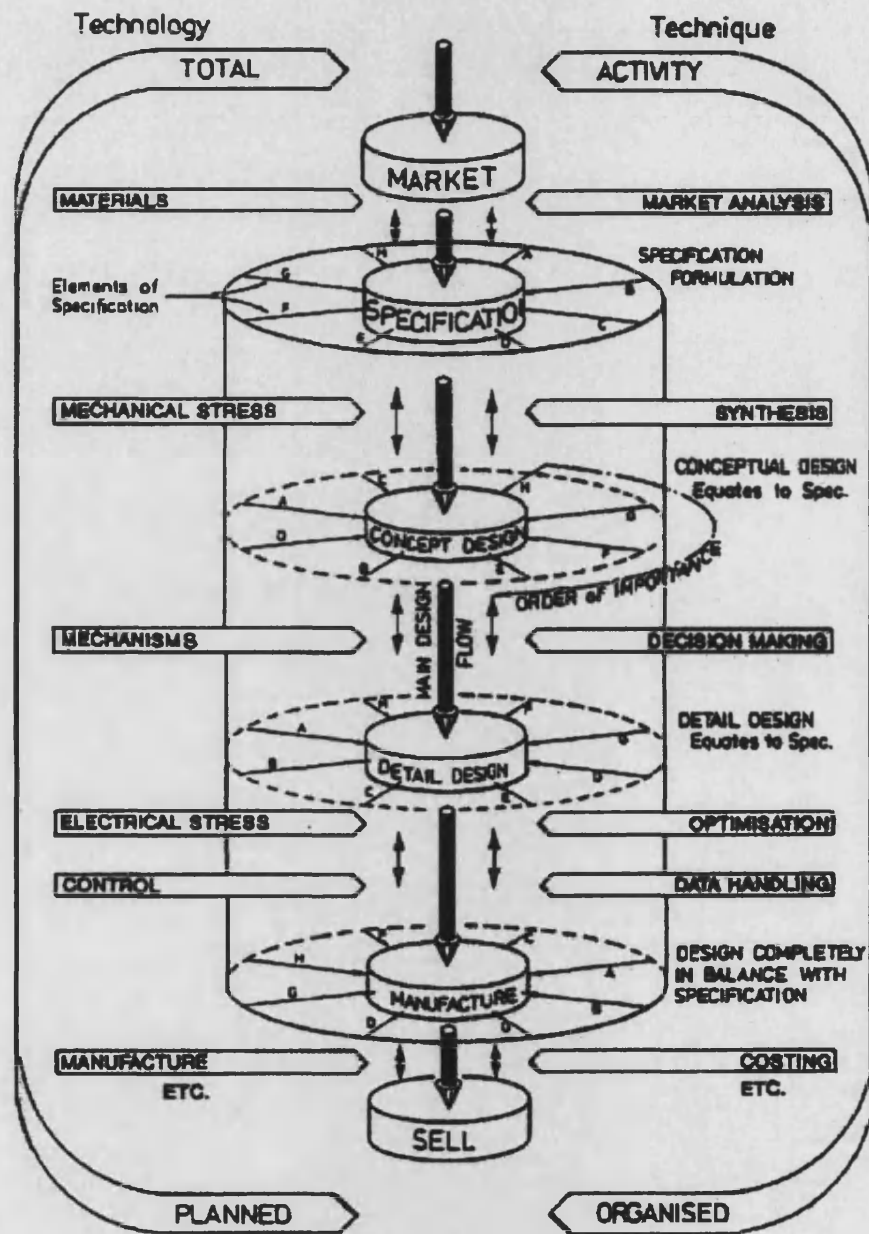 Technology
Technique
TOTAL
ACTIVITY
MARKET
MATERIALS
MARKET ANALYSIS
H
A
SPECIFICATION
FORMULATION
G
B
Elements of
Specification
F
SPECIFICATIO
C
E
D
MECHANICAL STRESS
SYNTHESIS
CONCEPTUAL DESIGN
Equates to Spec.
C
H
A
G
D
CONCEPT DESIGN
F
B
E
ORDER of IMPORTANCE
MECHANISMS
MAIN DESIGN
FLOW
DECISION MAKING
DETAIL DESIGN
Equates to Spec.
A
G
B
DETAIL DESIGN
D
C
E
ELECTRICAL STRESS
OPTIMISATION
CONTROL
DATA HANDLING
C
DESIGN COMPLETELY
IN BALANCE WITH
SPECIFICATION
H
A
G
MANUFACTURE
B
D
MANUFACTURE
COSTING
ETC.
ETC.
SELL
PLANNED
ORGANISED